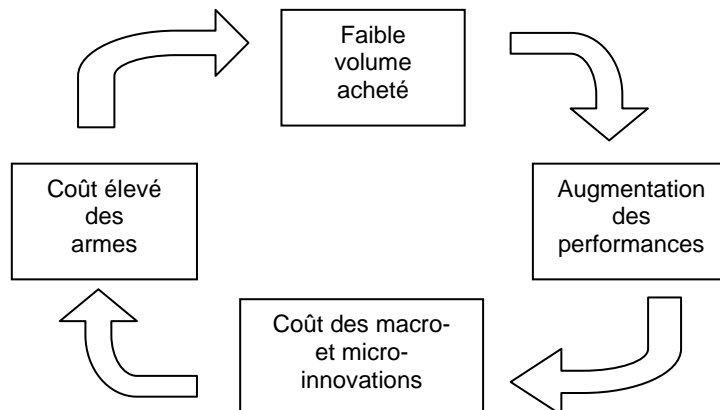 Faible
volume
acheté
Coût élevé
des
armes
Augmentation
des
performances
Coût des macro-
et micro-
innovations